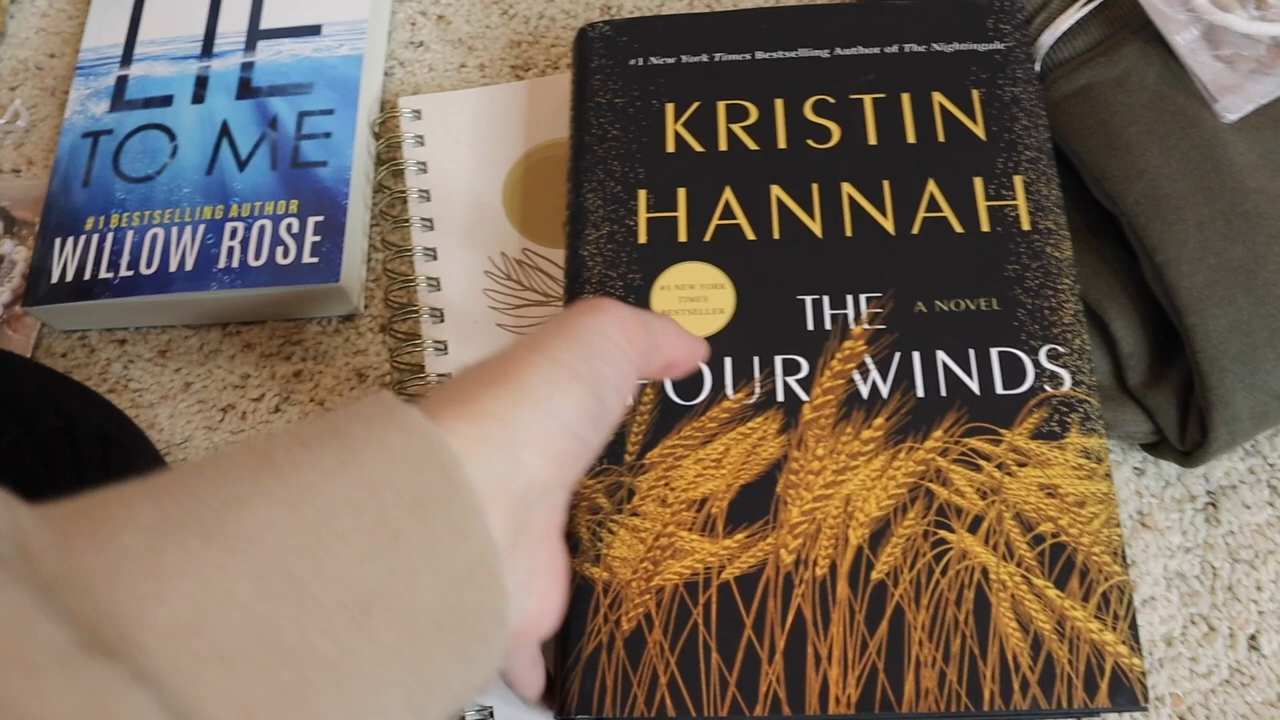 LIE
TO ME
#1 BESTSELLING AUTHOR
WILLOW ROSE
#1 New York Times Bestselling Author of The Nightingale
KRISTIN
HANNAH
#1 NEW YORK
TIMES
BESTSELLER
THE
A NOVEL
FOUR WINDS